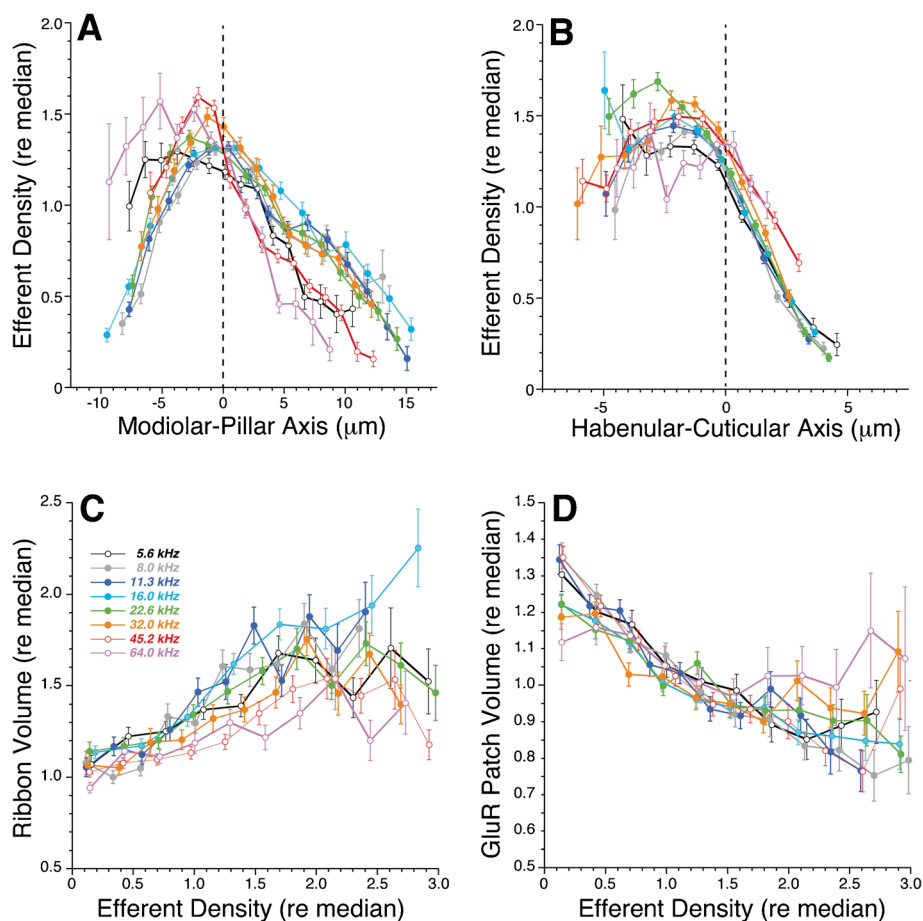 A
B
2.0
1.5
1.0
0.5
0
Efferent Density (re median)
-10
-5
0
5
10
15
Modiolar-Pillar Axis (μm)
2.0
1.5
1.0
0.5
0
Efferent Density (re median)
-5
0
5
Habenular-Cuticular Axis (μm)
C
2.5
2.0
1.5
1.0
0.5
Ribbon Volume (re median)
5.6 kHz
8.0 kHz
11.3 kHz
16.0 kHz
22.6 kHz
32.0 kHz
45.2 kHz
64.0 kHz
0
0.5
1.0
1.5
2.0
2.5
3.0
Efferent Density (re median)
D
1.5
1.4
1.3
1.2
1.1
1.0
0.9
0.8
0.7
0.6
0.5
GluR Patch Volume (re median)
0
0.5
1.0
1.5
2.0
2.5
3.0
Efferent Density (re median)